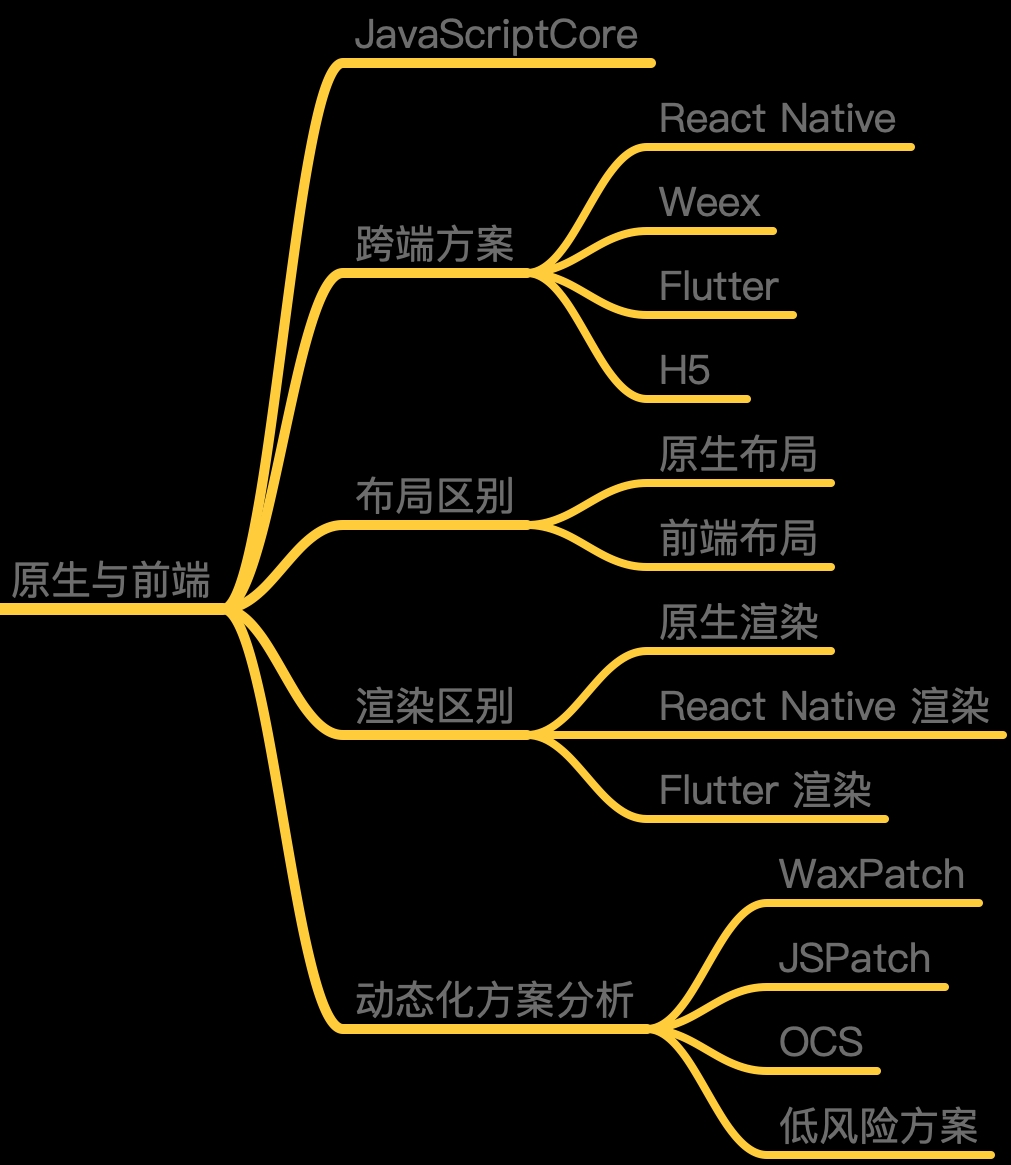 JavaScriptCore
React Native
Weex
跨端方案
Flutter
H5
原生布局
布局区别
前端布局
原生与前端
原生渲染
渲染区别
React Native 渲染
Flutter 渲染
WaxPatch
JSPatch
动态化方案分析
OCS
低风险方案